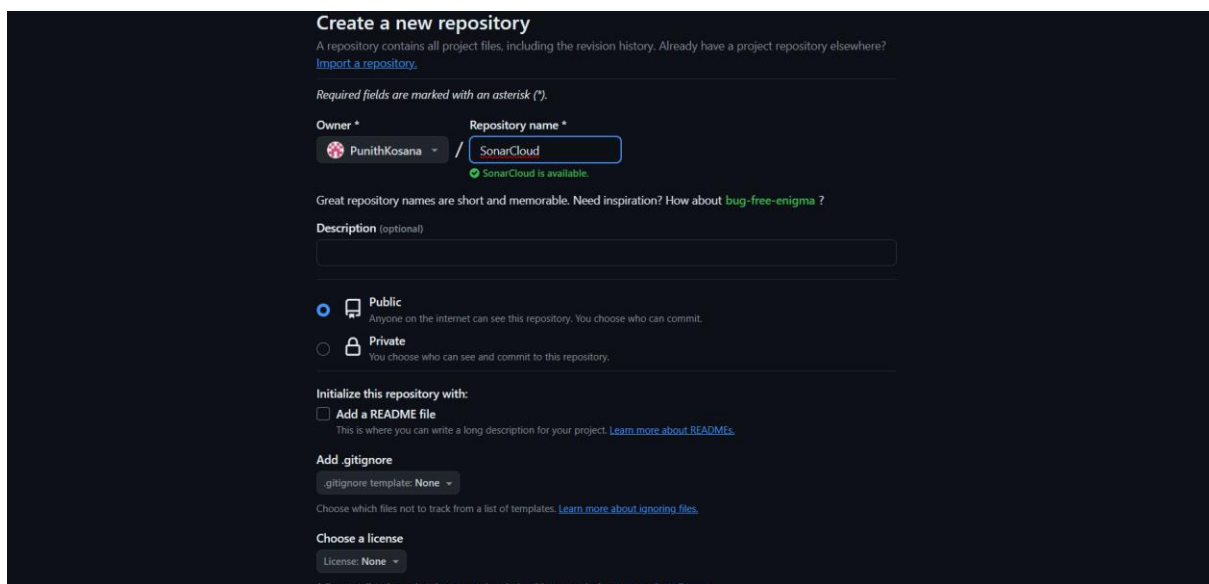 Create a new repository
A repository contains all project files, including the revision history. Already have a project repository elsewhere?
Import a repository.
Required fields are marked with an asterisk (*).
Owner *
Repository name *
PunithKosana / SonarCloud
SonarCloud is available.
Great repository names are short and memorable. Need inspiration? How about bug-free-enigma ?
Description (optional)
Public
Anyone on the internet can see this repository. You choose who can commit.
Private
You choose who can see and commit to this repository.
Initialize this repository with:
Add a README file
This is where you can write a long description for your project. Learn more about READMEs.
Add .gitignore
.gitignore template: None
Choose which files not to track from a list of templates. Learn more about ignoring files.
Choose a license
License: None